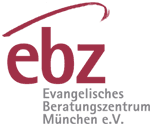 ebz
Evangelisches
Beratungszentrum
München e.V.